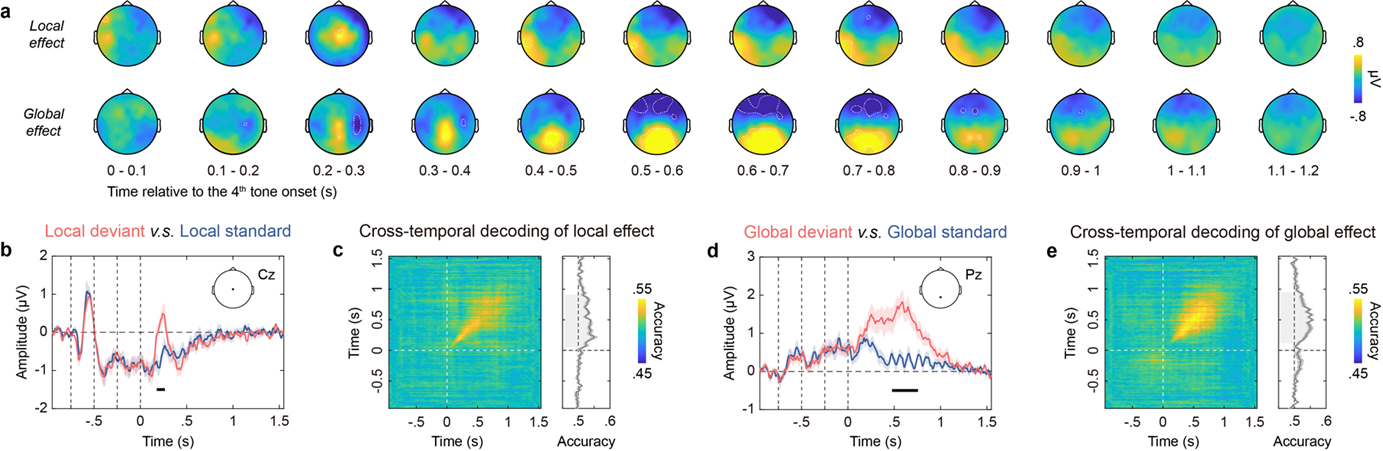 a
Local
effect
.8
μV
-.8
Global
effect
0 - 0.1 0.1 - 0.2 0.2 - 0.3 0.3 - 0.4 0.4 - 0.5 0.5 - 0.6 0.6 - 0.7 0.7 - 0.8 0.8 - 0.9 0.9 - 1 1 - 1.1 1.1 - 1.2
Time relative to the 4th tone onset (s)
b
Local deviant v.s. Local standard
Cz
Amplitude (μV)
2
1
0
-1
-2
-.5 0 .5 1 1.5
Time (s)
c
Cross-temporal decoding of local effect
Time (s)
1.5
1
0.5
0
-0.5
-.5 0 .5 1 1.5
Time (s)
.5 .6
Accuracy
.55
Accuracy
.45
d
Global deviant v.s. Global standard
Pz
Amplitude (μV)
3
2
1
0
-1
-.5 0 .5 1 1.5
Time (s)
e
Cross-temporal decoding of global effect
Time (s)
1.5
1
0.5
0
-0.5
-.5 0 .5 1 1.5
Time (s)
.5 .6
Accuracy
.55
Accuracy
.45